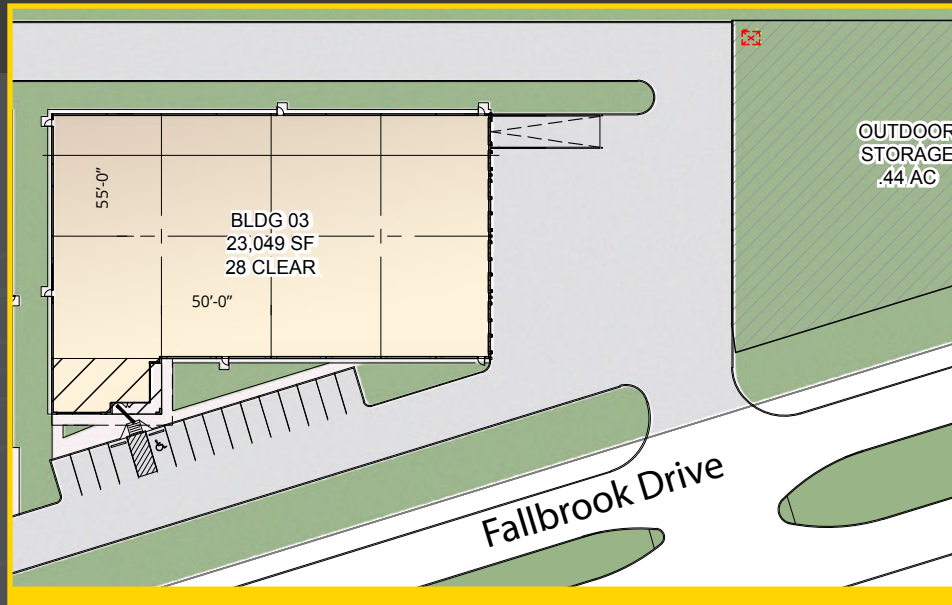 OUTDOOR
STORAGE
.44 AC
55'-0"
BLDG 03
23,049 SF
28 CLEAR
50'-0"
Fallbrook Drive